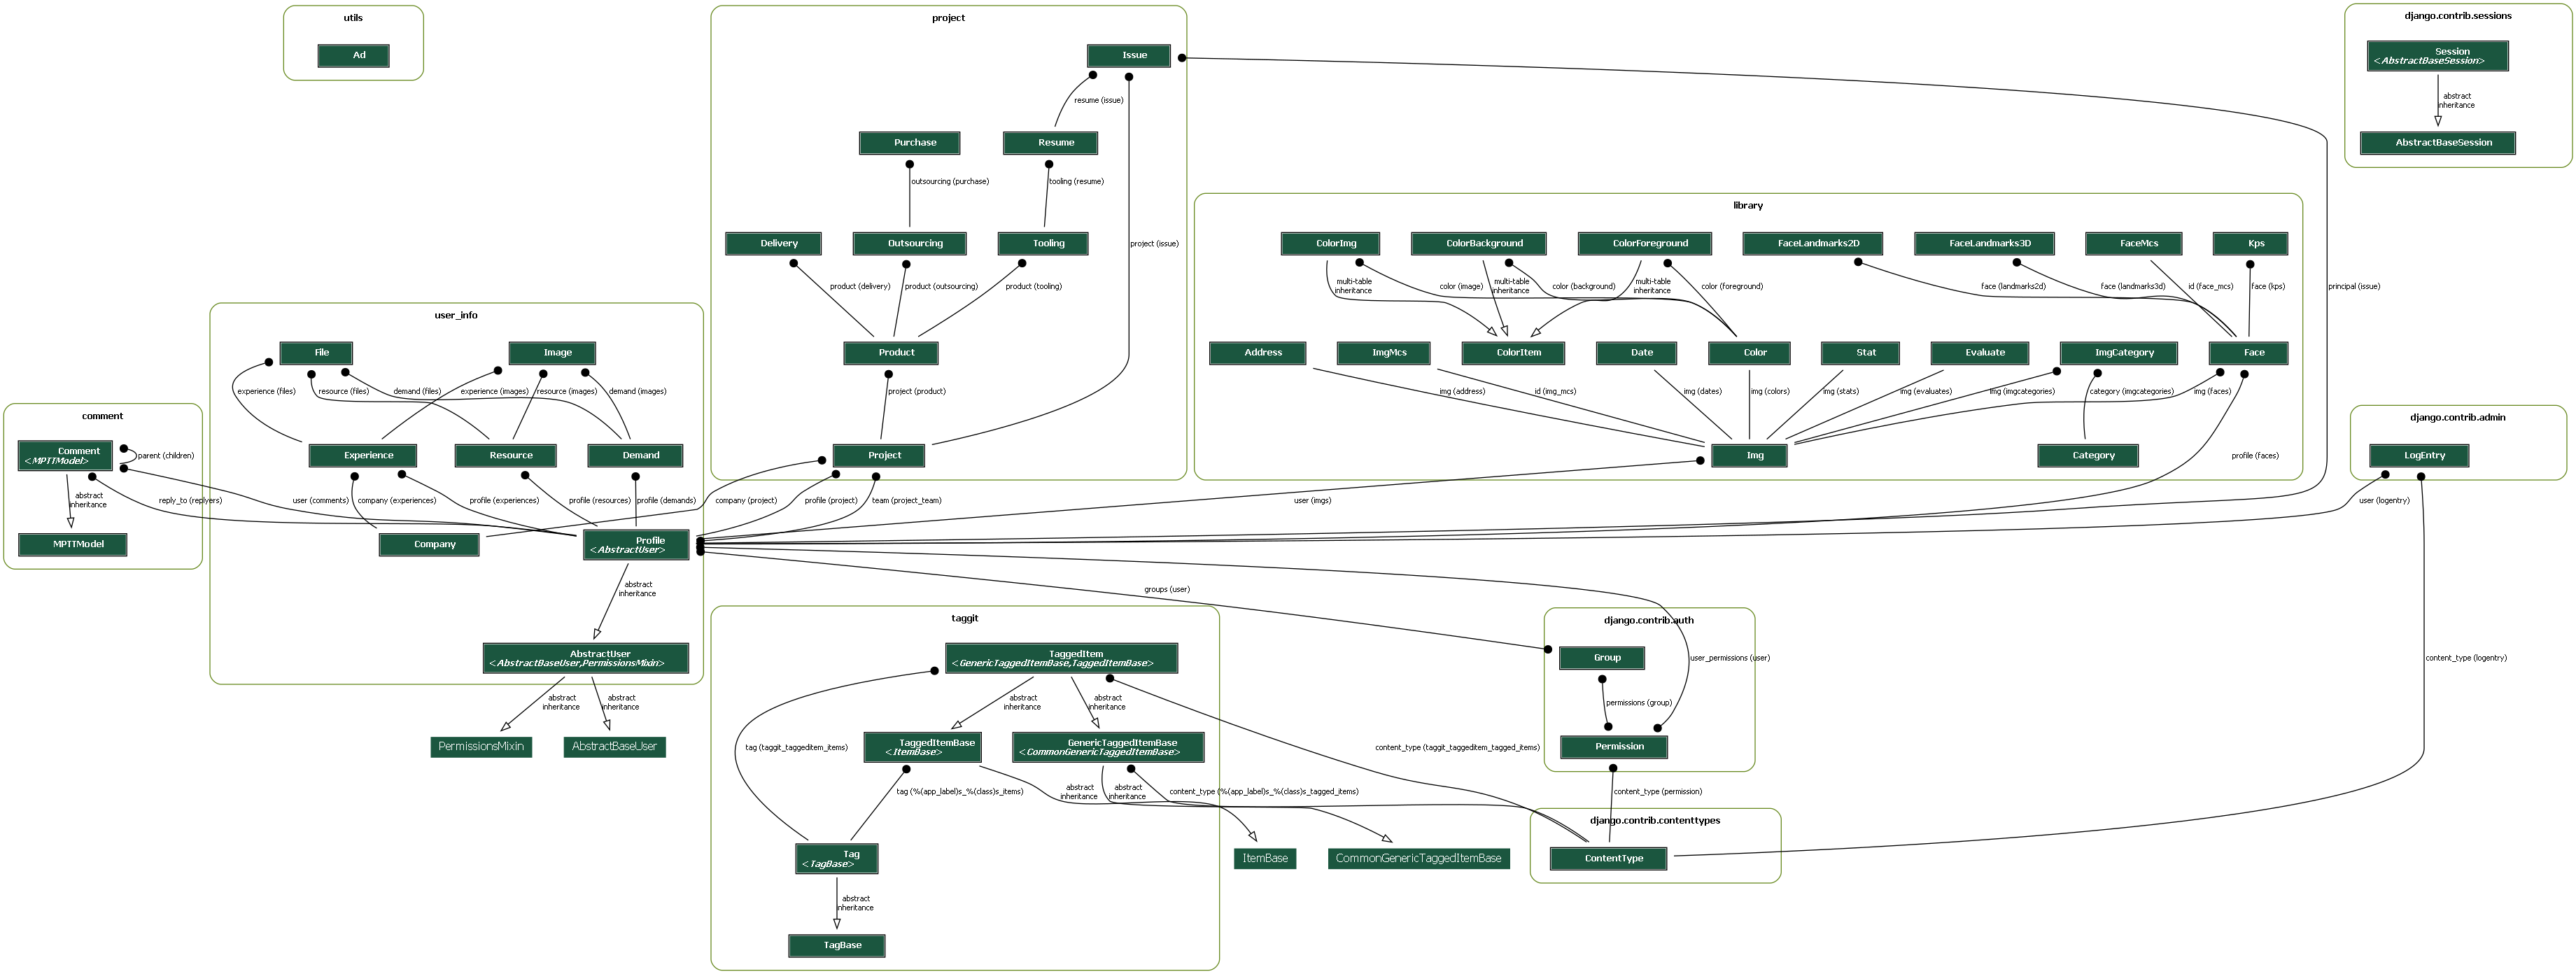 utils
Ad
project
Issue
resume (issue)
Purchase
Resume
outsourcing (purchase)
tooling (resume)
Delivery
Outsourcing
Tooling
project (issue)
product (delivery)
product (outsourcing)
product (tooling)
Product
project (product)
Project
django.contrib.sessions
Session
<AbstractBaseSession>
abstract
inheritance
AbstractBaseSession
library
ColorImg
ColorBackground
ColorForeground
FaceLandmarks2D
FaceLandmarks3D
FaceMcs
Kps
multi-table
inheritance
color (image)
multi-table
inheritance
color (background)
multi-table
inheritance
color (foreground)
face (landmarks2d)
face (landmarks3d)
id (face_mcs)
face (kps)
principal (issue)
Address
ImgMcs
ColorItem
Date
Color
Stat
Evaluate
ImgCategory
Face
img (address)
id (img_mcs)
img (dates)
img (colors)
img (stats)
img (evaluates)
img (imgcategories)
category (imgcategories)
img (faces)
Img
Category
profile (faces)
user_info
File
Image
experience (files)
resource (files)
demand (files)
experience (images)
resource (images)
demand (images)
Experience
Resource
Demand
comment
Comment
<MPTTModel>
parent (children)
abstract
inheritance
reply_to (replyers)
user (comments)
company (experiences)
profile (experiences)
profile (resources)
profile (demands)
company (project)
profile (project)
team (project_team)
user (imgs)
MPTTModel
Company
Profile
<AbstractUser>
abstract
inheritance
AbstractUser
<AbstractBaseUser,PermissionsMixin>
abstract
inheritance
abstract
inheritance
PermissionsMixin
AbstractBaseUser
django.contrib.admin
LogEntry
user (logentry)
content_type (logentry)
groups (user)
django.contrib.auth
Group
user_permissions (user)
permissions (group)
Permission
content_type (permission)
django.contrib.contenttypes
ContentType
taggit
TaggedItem
<GenericTaggedItemBase,TaggedItemBase>
abstract
inheritance
abstract
inheritance
tag (taggit_taggeditem_items)
TaggedItemBase
<ItemBase>
GenericTaggedItemBase
<CommonGenericTaggedItemBase>
content_type (taggit_taggeditem_tagged_items)
tag (%(app_label)s_%(class)s_items)
abstract
inheritance
abstract
inheritance
content_type (%(app_label)s_%(class)s_tagged_items)
Tag
<TagBase>
ItemBase
CommonGenericTaggedItemBase
abstract
inheritance
TagBase